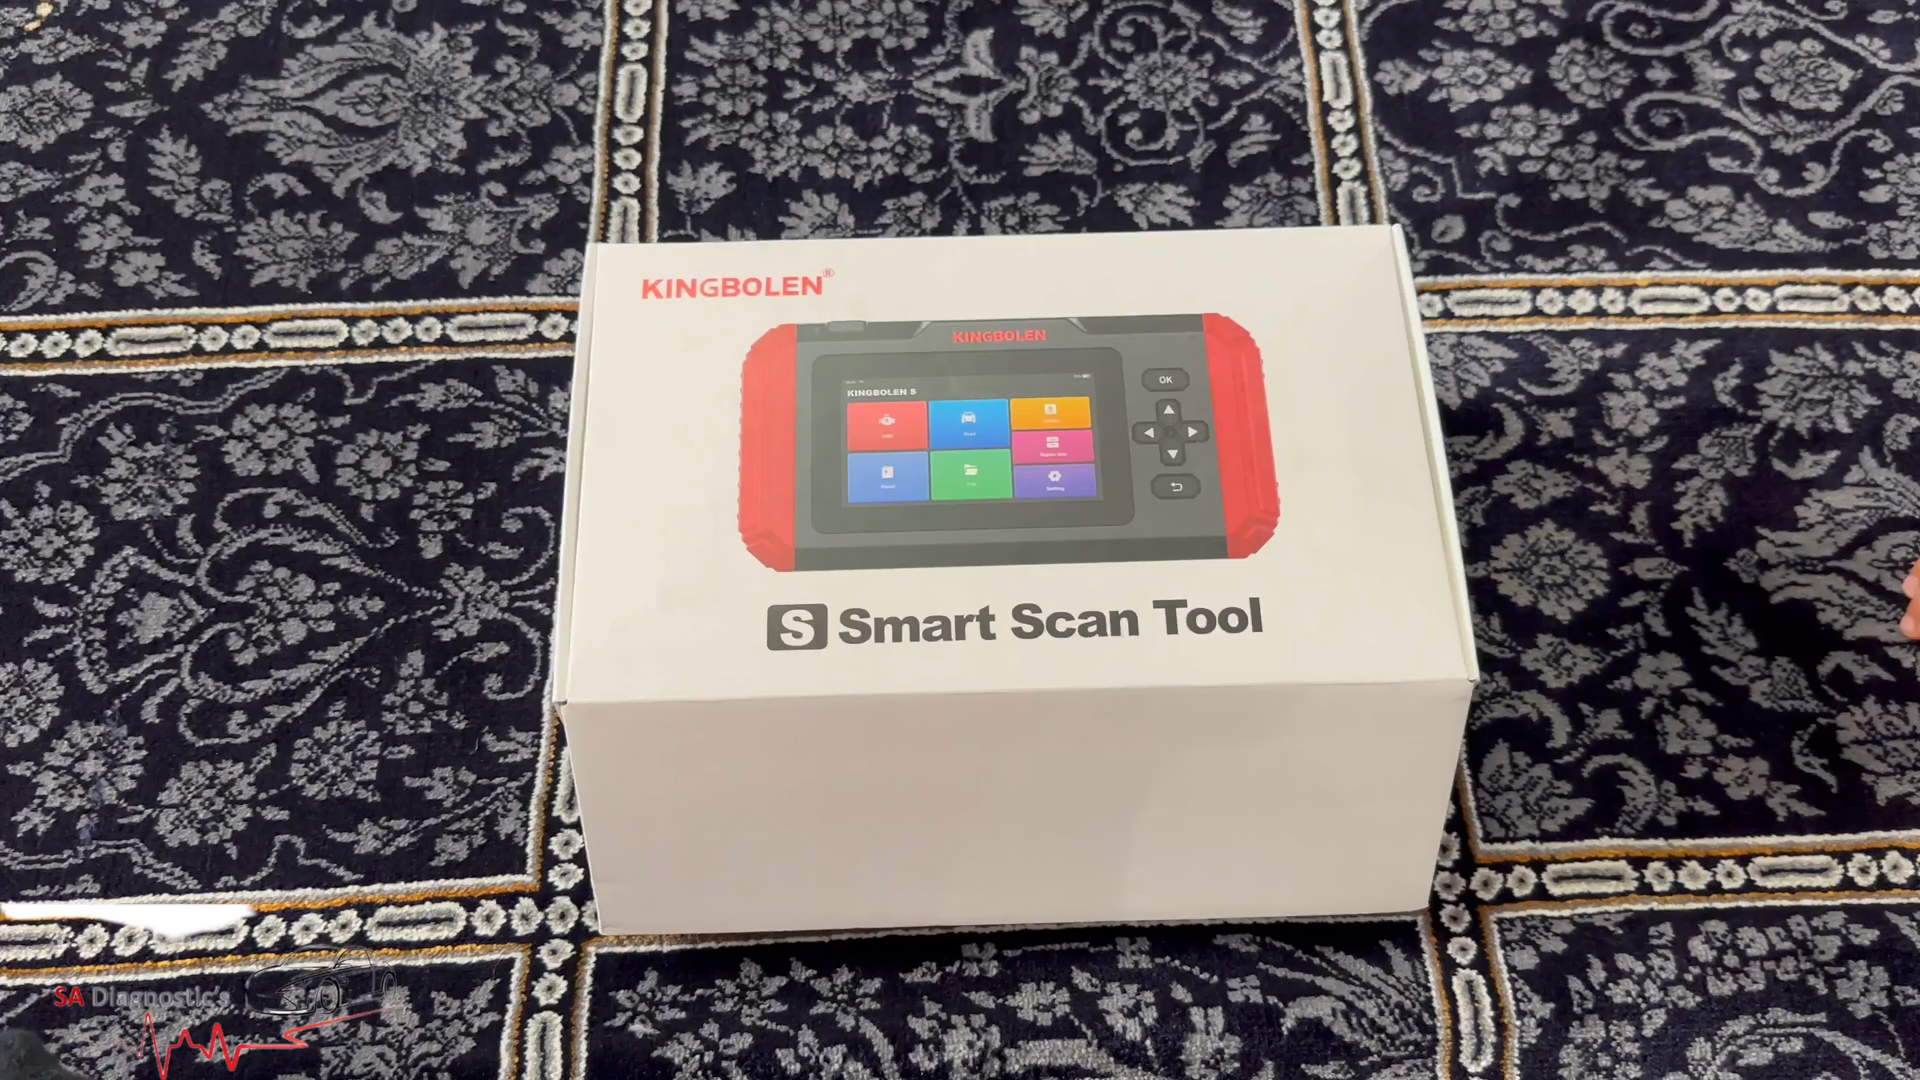 KINGBOLEN®
KINGBOLEN
KINGBOLEN S
OK
S Smart Scan Tool
SA Diagnostic's